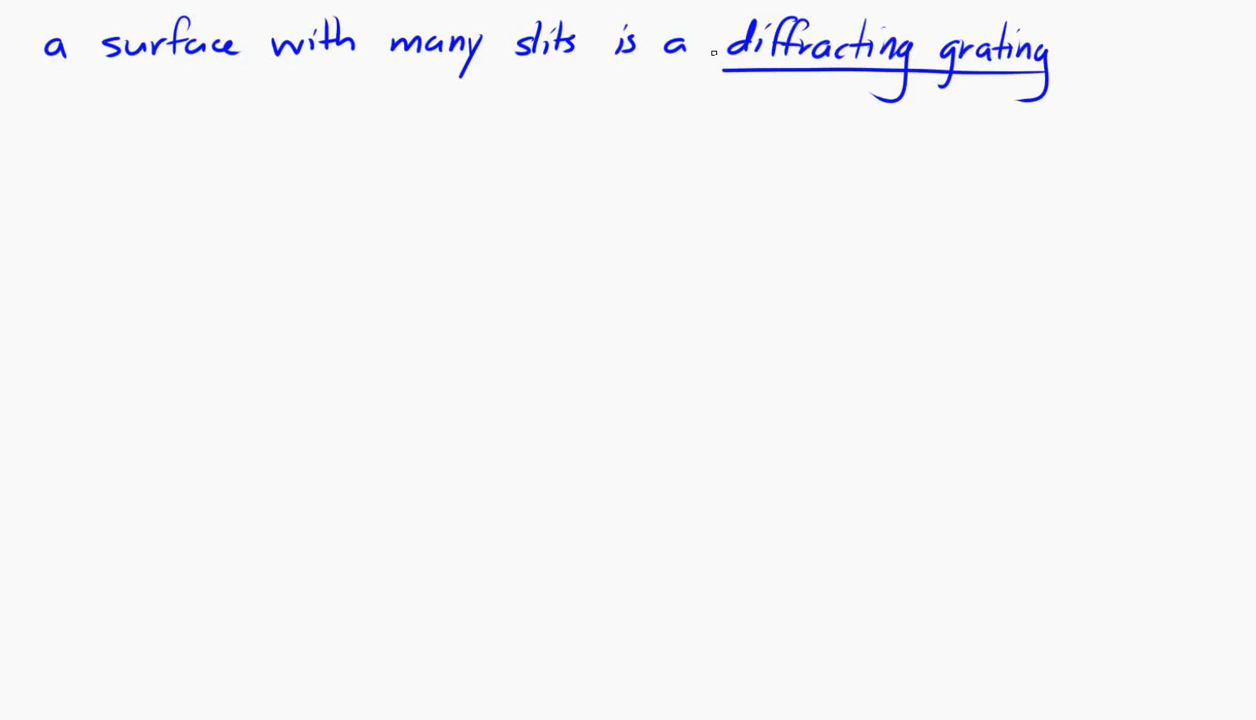 a surface with many slits is a diffracting grating